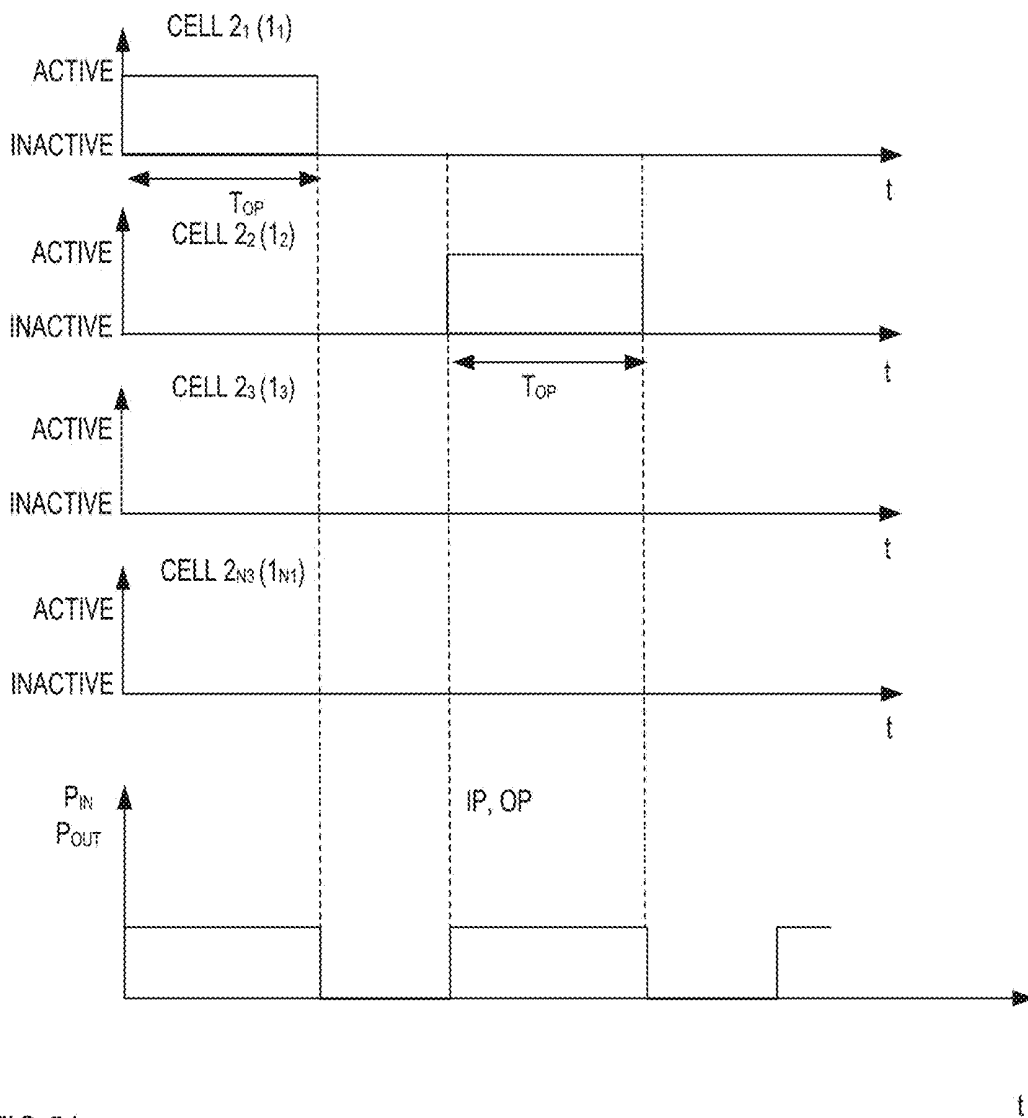 CELL 2₁ (1₁)
ACTIVE
INACTIVE
t
T_OP
CELL 2₂ (1₂)
ACTIVE
INACTIVE
t
T_OP
CELL 2₃ (1₃)
ACTIVE
INACTIVE
t
CELL 2_N3 (1_N1)
ACTIVE
INACTIVE
t
P_IN
P_OUT
IP, OP
t